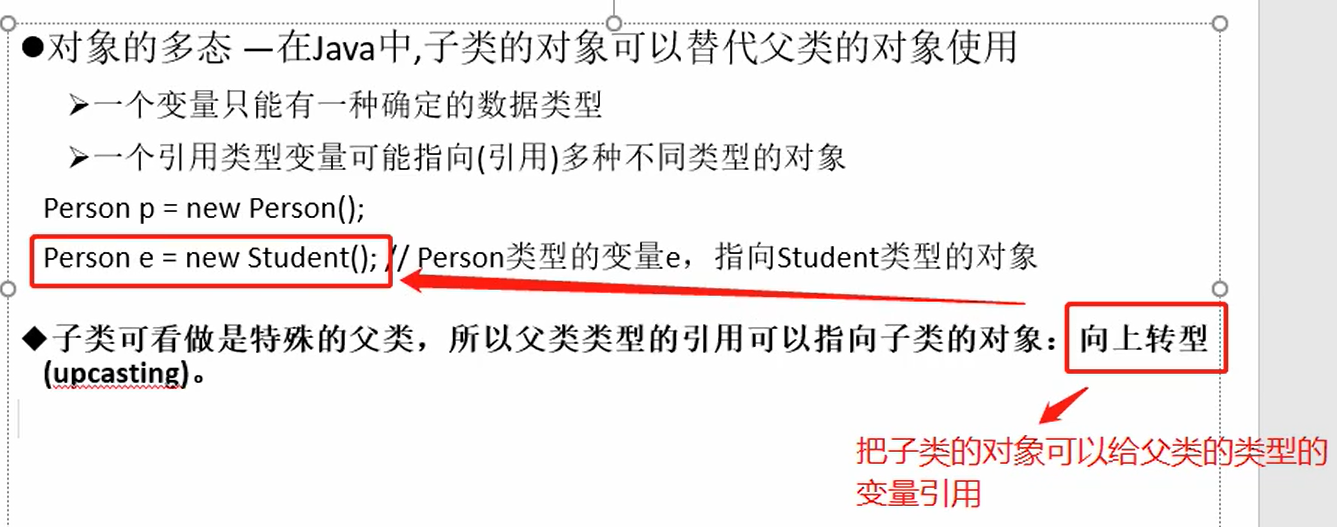 ●对象的多态 —在Java中,子类的对象可以替代父类的对象使用
➢一个变量只能有一种确定的数据类型
➢一个引用类型变量可能指向(引用)多种不同类型的对象
Person p = new Person();
Person e = new Student(); // Person类型的变量e，指向Student类型的对象
◆子类可看做是特殊的父类，所以父类类型的引用可以指向子类的对象：向上转型
(upcasting)。
把子类的对象可以给父类的类型的
变量引用